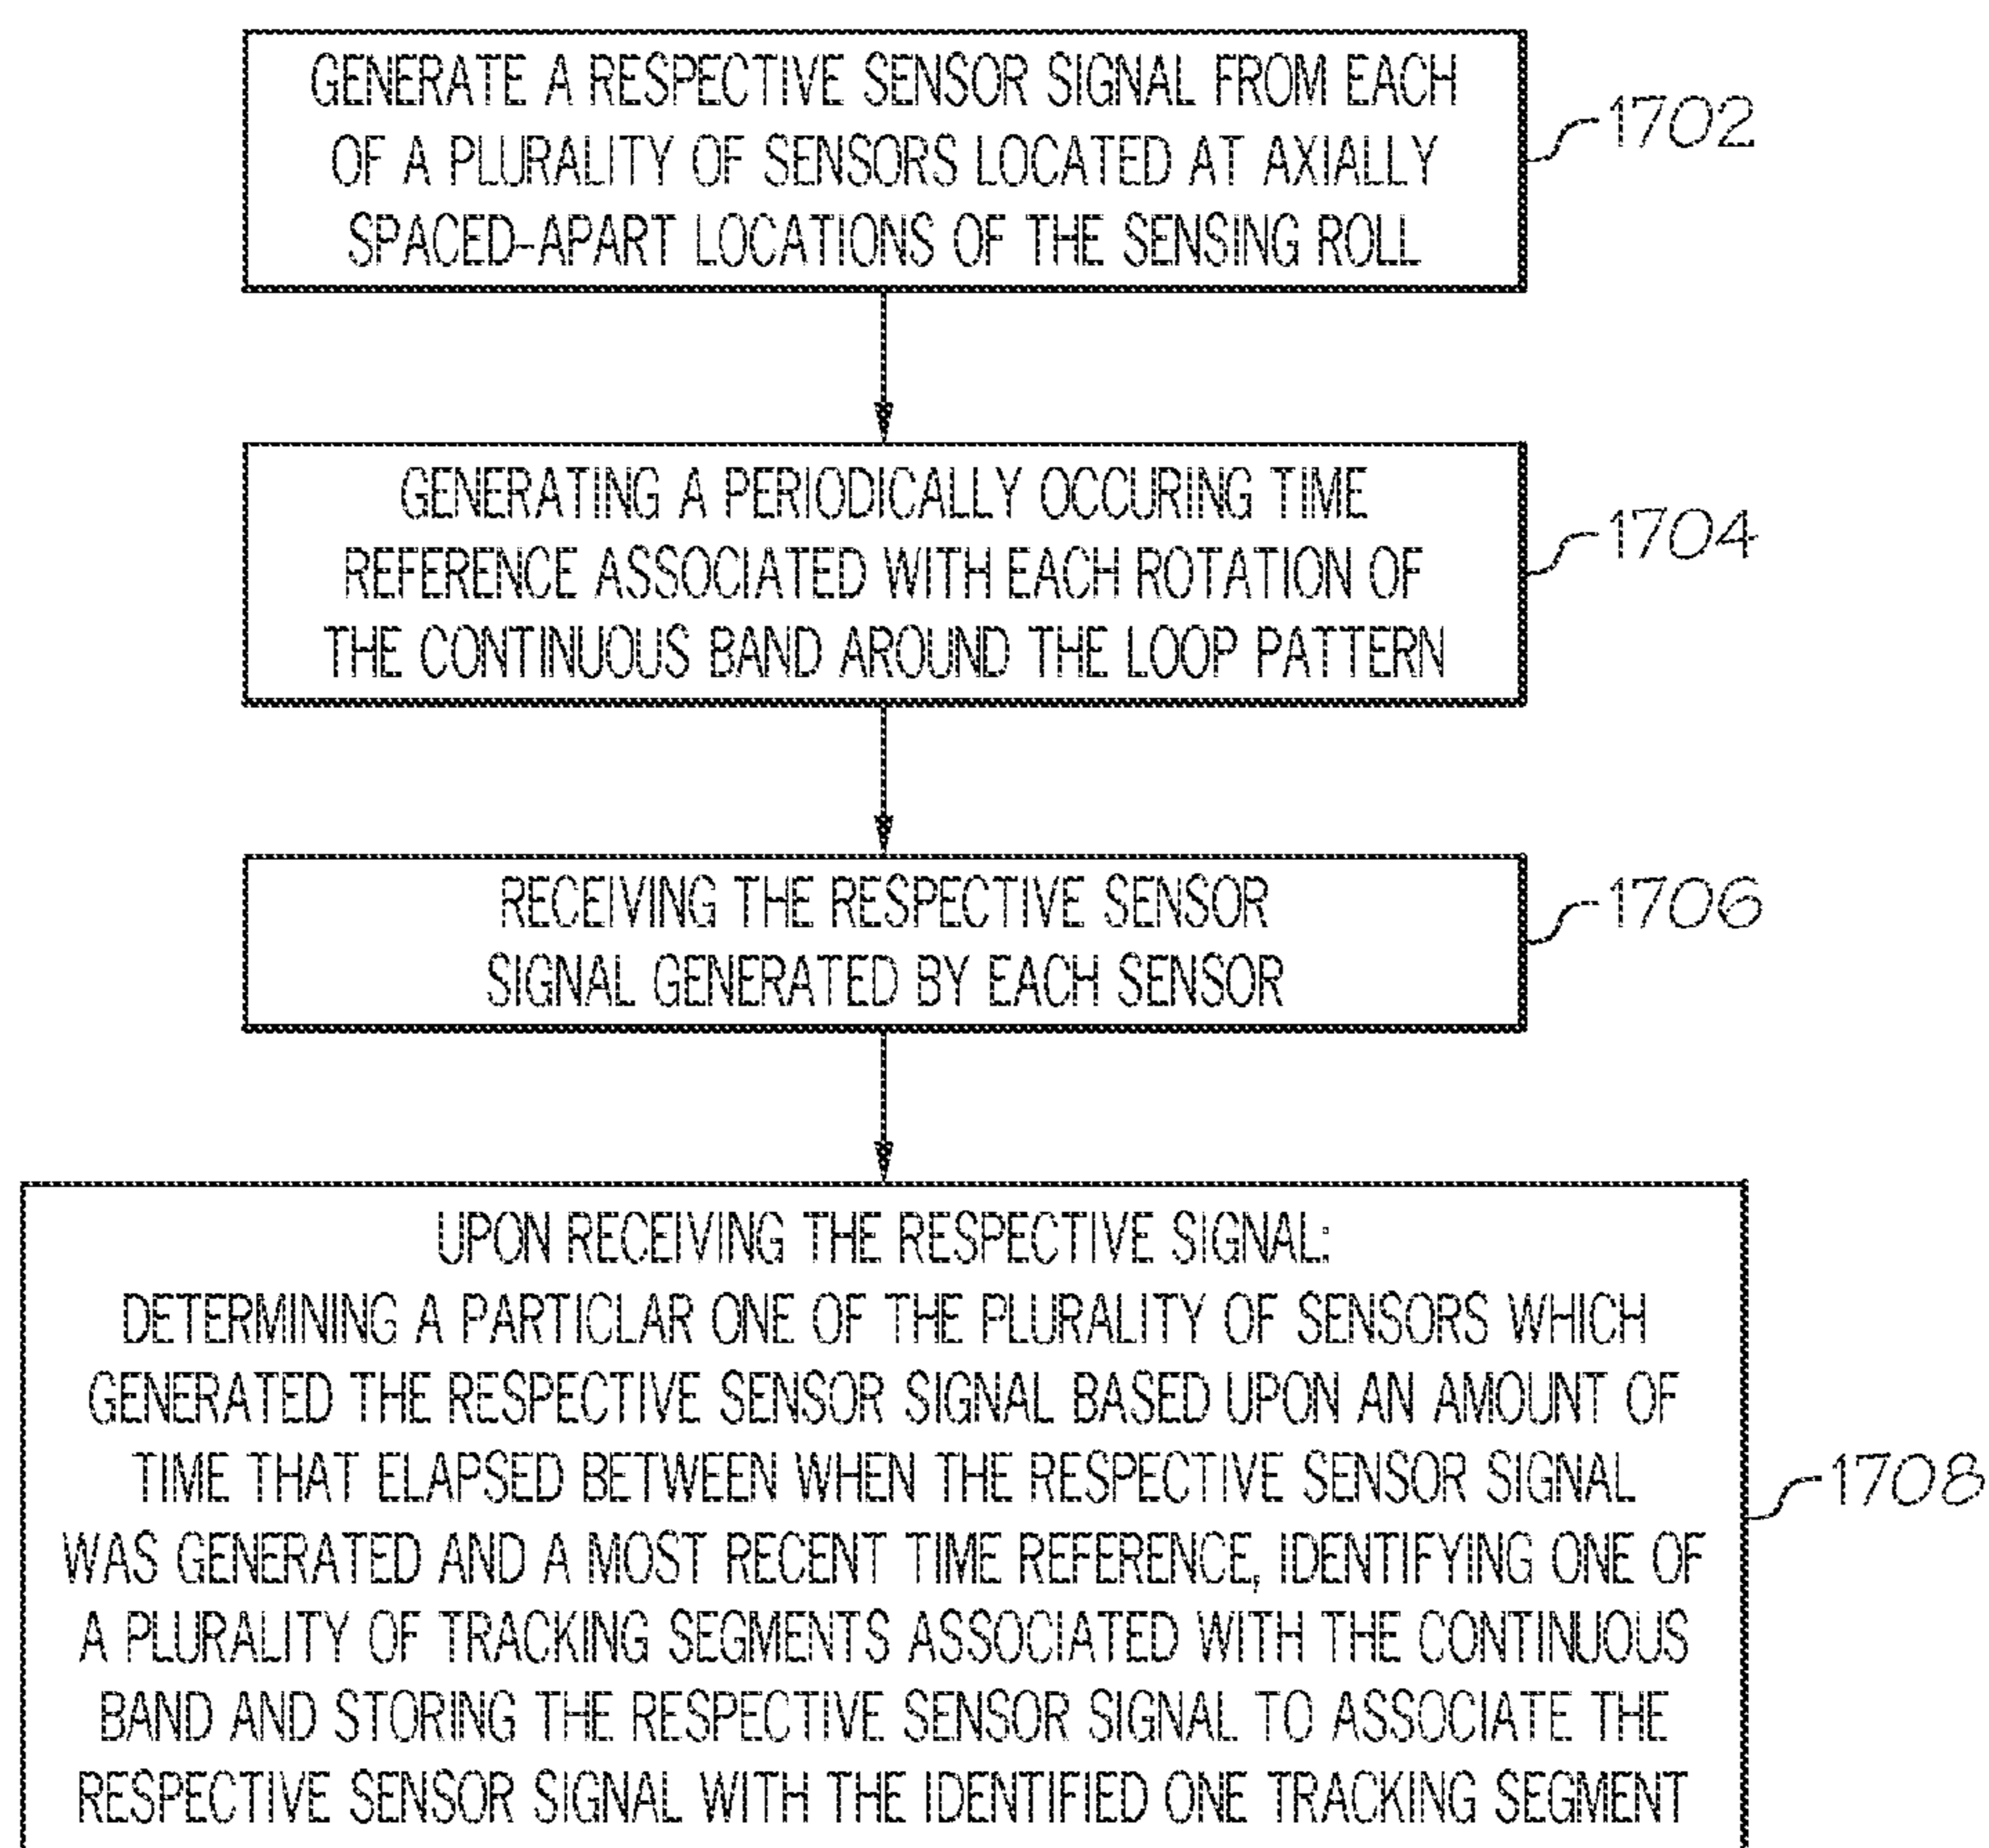 GENERATE A RESPECTIVE SENSOR SIGNAL FROM EACH
OF A PLURALITY OF SENSORS LOCATED AT AXIALLY
SPACED-APART LOCATIONS OF THE SENSING ROLL
1702
GENERATING A PERIODICALLY OCCURING TIME
REFERENCE ASSOCIATED WITH EACH ROTATION OF
THE CONTINUOUS BAND AROUND THE LOOP PATTERN
1704
RECEIVING THE RESPECTIVE SENSOR
SIGNAL GENERATED BY EACH SENSOR
1706
UPON RECEIVING THE RESPECTIVE SIGNAL:
DETERMINING A PARTICLAR ONE OF THE PLURALITY OF SENSORS WHICH
GENERATED THE RESPECTIVE SENSOR SIGNAL BASED UPON AN AMOUNT OF
TIME THAT ELAPSED BETWEEN WHEN THE RESPECTIVE SENSOR SIGNAL
WAS GENERATED AND A MOST RECENT TIME REFERENCE, IDENTIFYING ONE OF
A PLURALITY OF TRACKING SEGMENTS ASSOCIATED WITH THE CONTINUOUS
BAND AND STORING THE RESPECTIVE SENSOR SIGNAL TO ASSOCIATE THE
RESPECTIVE SENSOR SIGNAL WITH THE IDENTIFIED ONE TRACKING SEGMENT
1708